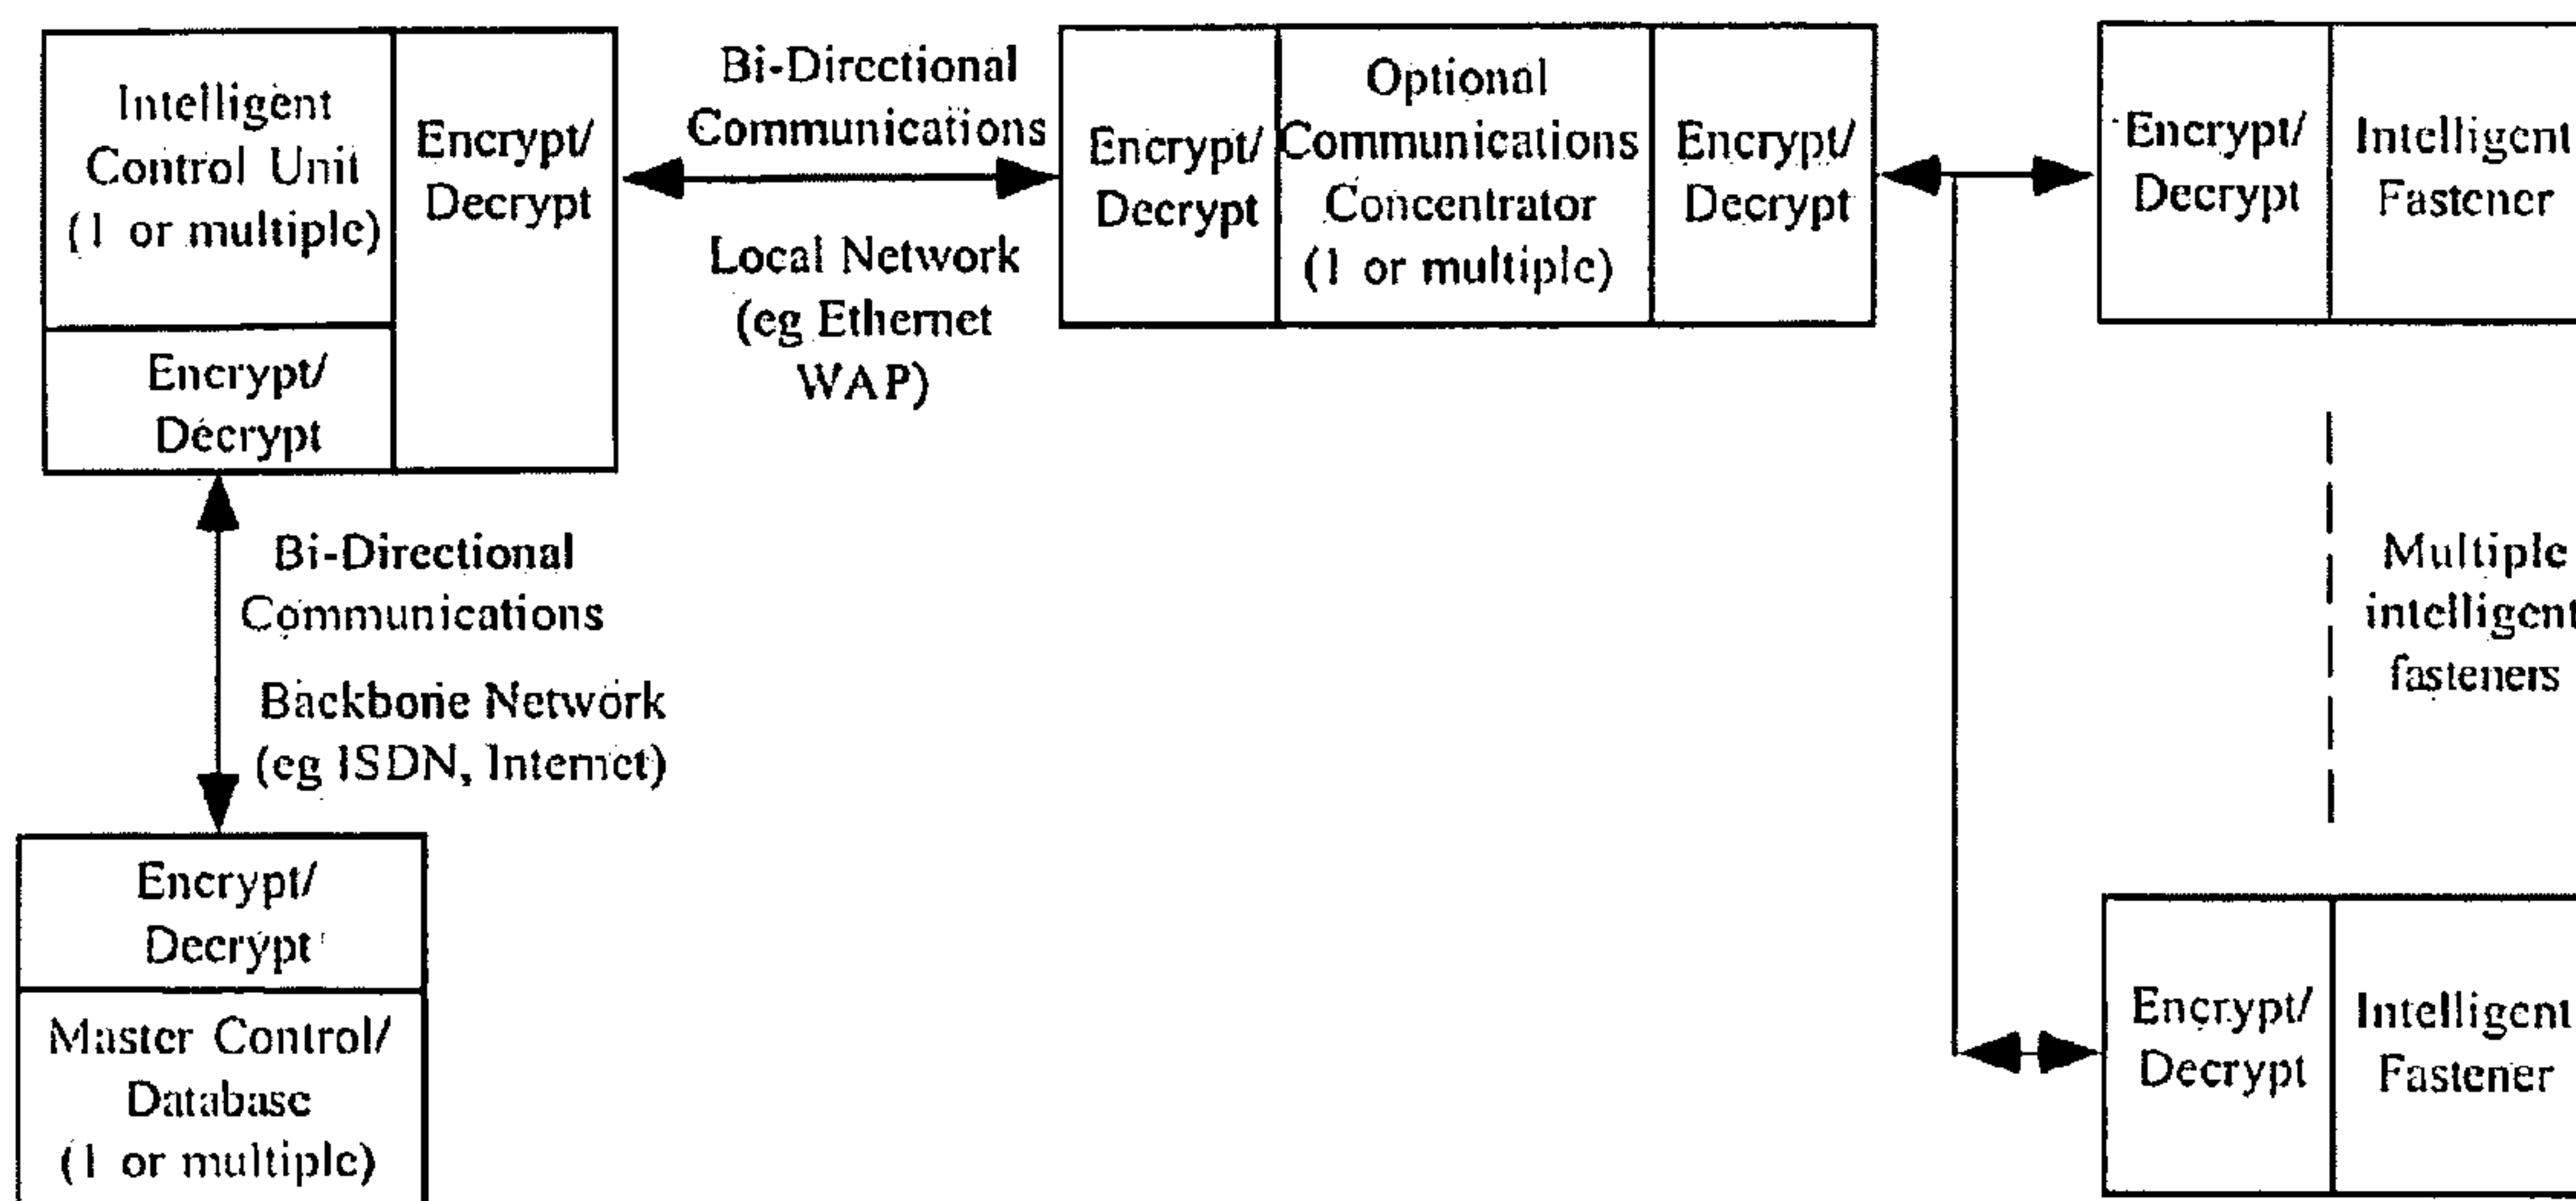 Intelligent
Control Unit
(1 or multiple)
Encrypt/
Decrypt
Encrypt/
Decrypt
Bi-Directional
Communications
Local Network
(eg Ethernet
WAP)
Encrypt/
Decrypt
Optional
Communications
Concentrator
(1 or multiple)
Encrypt/
Decrypt
Encrypt/
Decrypt
Intelligent
Fastener
Bi-Directional
Communications
Backbone Network
(eg ISDN, Internet)
Multiple
intelligent
fasteners
Encrypt/
Decrypt
Master Control/
Database
(1 or multiple)
Encrypt/
Decrypt
Intelligent
Fastener